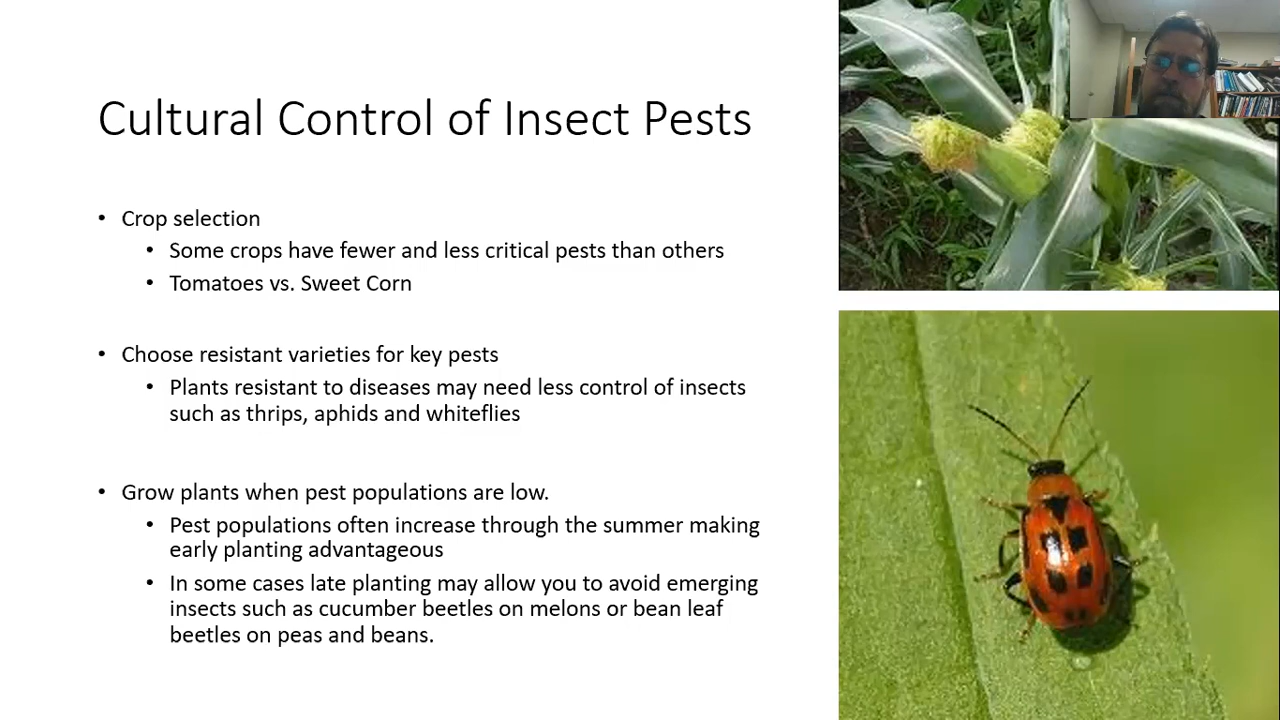 Cultural Control of Insect Pests
• Crop selection
• Some crops have fewer and less critical pests than others
• Tomatoes vs. Sweet Corn
• Choose resistant varieties for key pests
• Plants resistant to diseases may need less control of insects
such as thrips, aphids and whiteflies
• Grow plants when pest populations are low.
• Pest populations often increase through the summer making
early planting advantageous
• In some cases late planting may allow you to avoid emerging
insects such as cucumber beetles on melons or bean leaf
beetles on peas and beans.